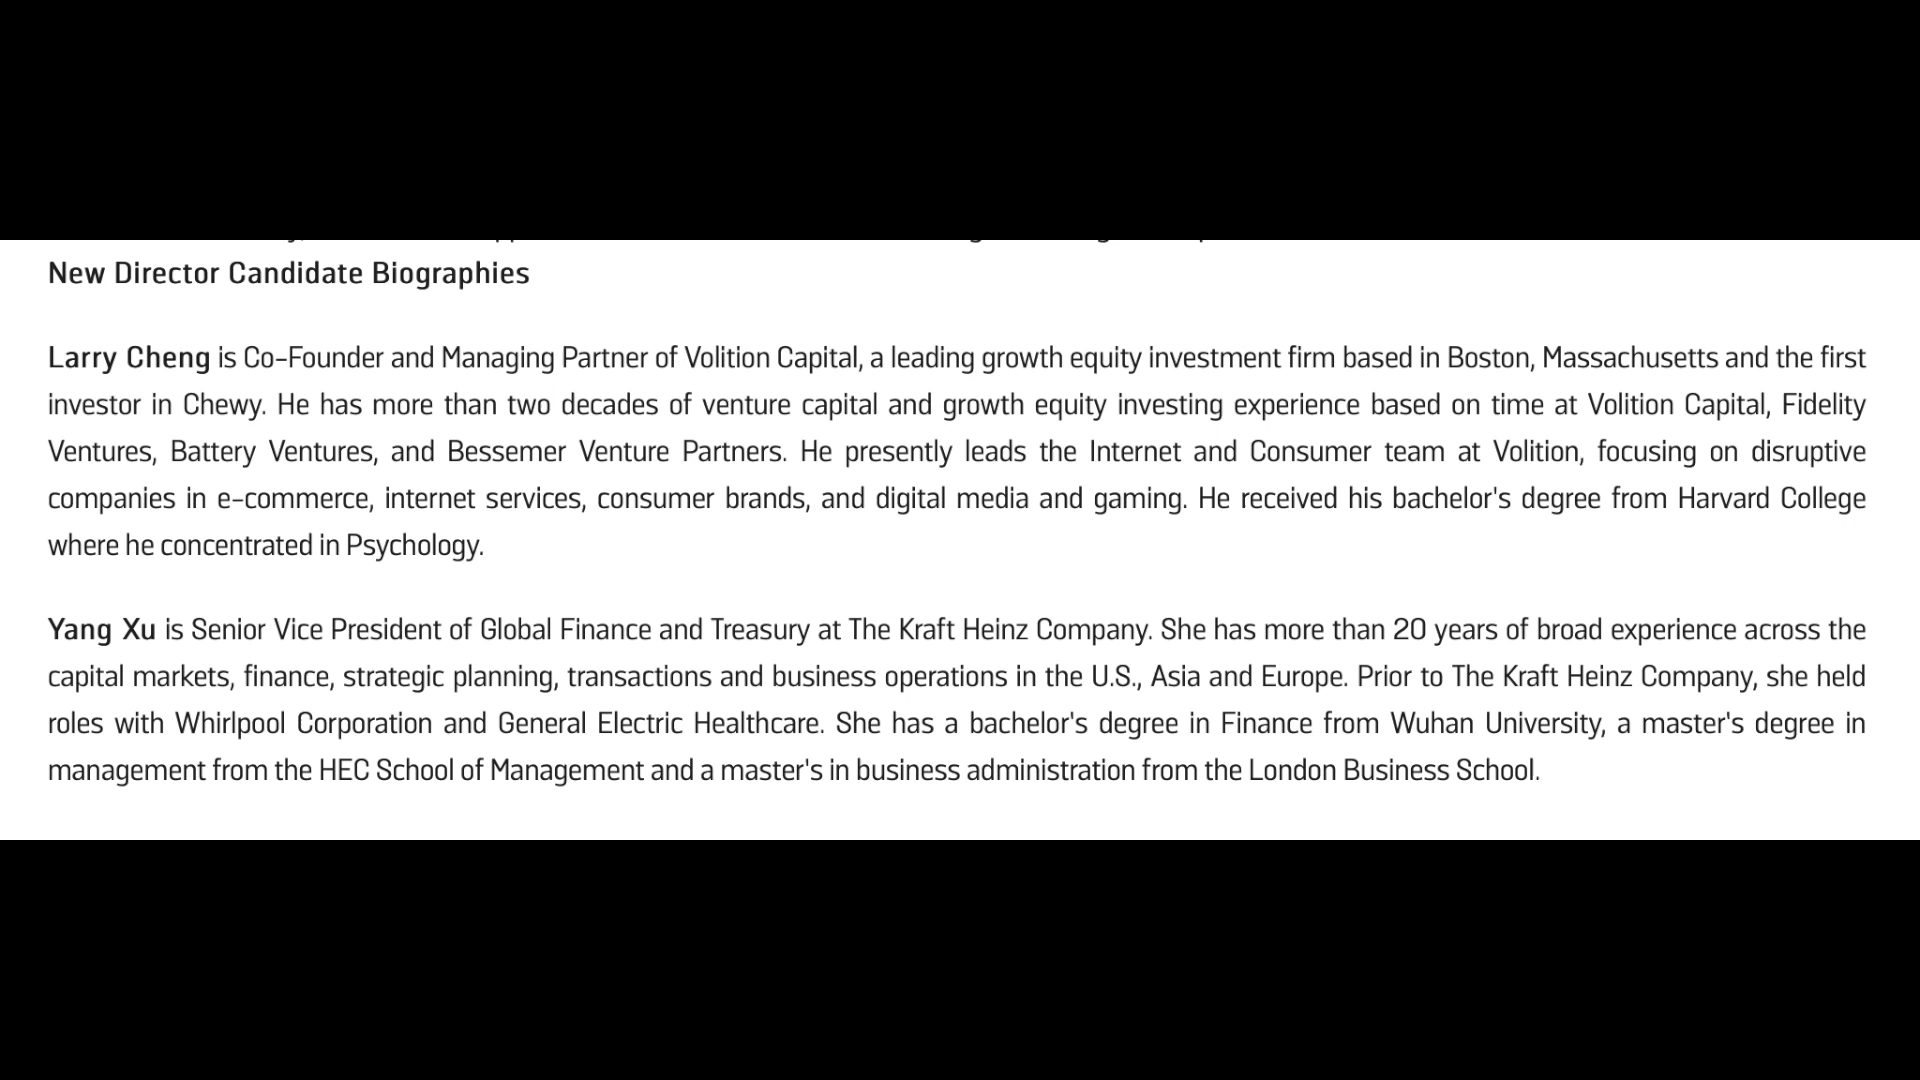 New Director Candidate Biographies
Larry Cheng is Co-Founder and Managing Partner of Volition Capital, a leading growth equity investment firm based in Boston, Massachusetts and the first
investor in Chewy. He has more than two decades of venture capital and growth equity investing experience based on time at Volition Capital, Fidelity
Ventures, Battery Ventures, and Bessemer Venture Partners. He presently leads the Internet and Consumer team at Volition, focusing on disruptive
companies in e-commerce, internet services, consumer brands, and digital media and gaming. He received his bachelor's degree from Harvard College
where he concentrated in Psychology.
Yang Xu is Senior Vice President of Global Finance and Treasury at The Kraft Heinz Company. She has more than 20 years of broad experience across the
capital markets, finance, strategic planning, transactions and business operations in the U.S., Asia and Europe. Prior to The Kraft Heinz Company, she held
roles with Whirlpool Corporation and General Electric Healthcare. She has a bachelor's degree in Finance from Wuhan University, a master's degree in
management from the HEC School of Management and a master's in business administration from the London Business School.